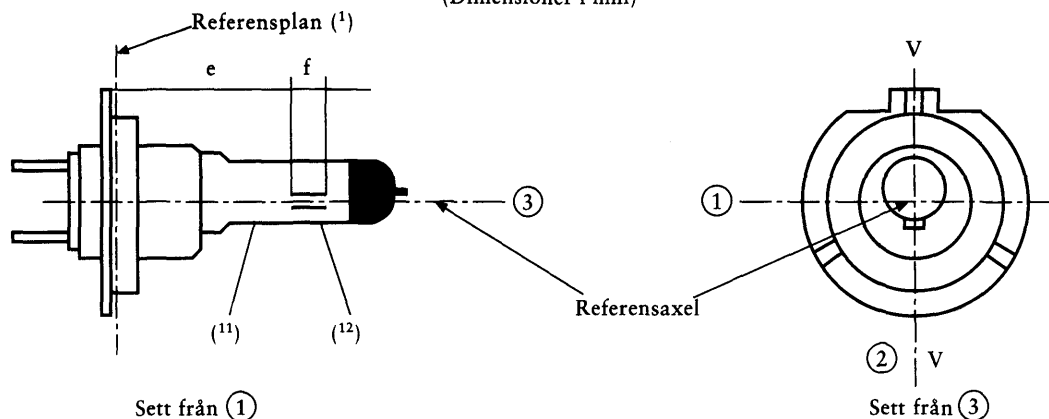 (Dimensioner i mm)
Referensplan (¹)
e
f
V
③
①
Referensaxel
(¹¹)
(¹²)
②
V
Sett från ①
Sett från ③